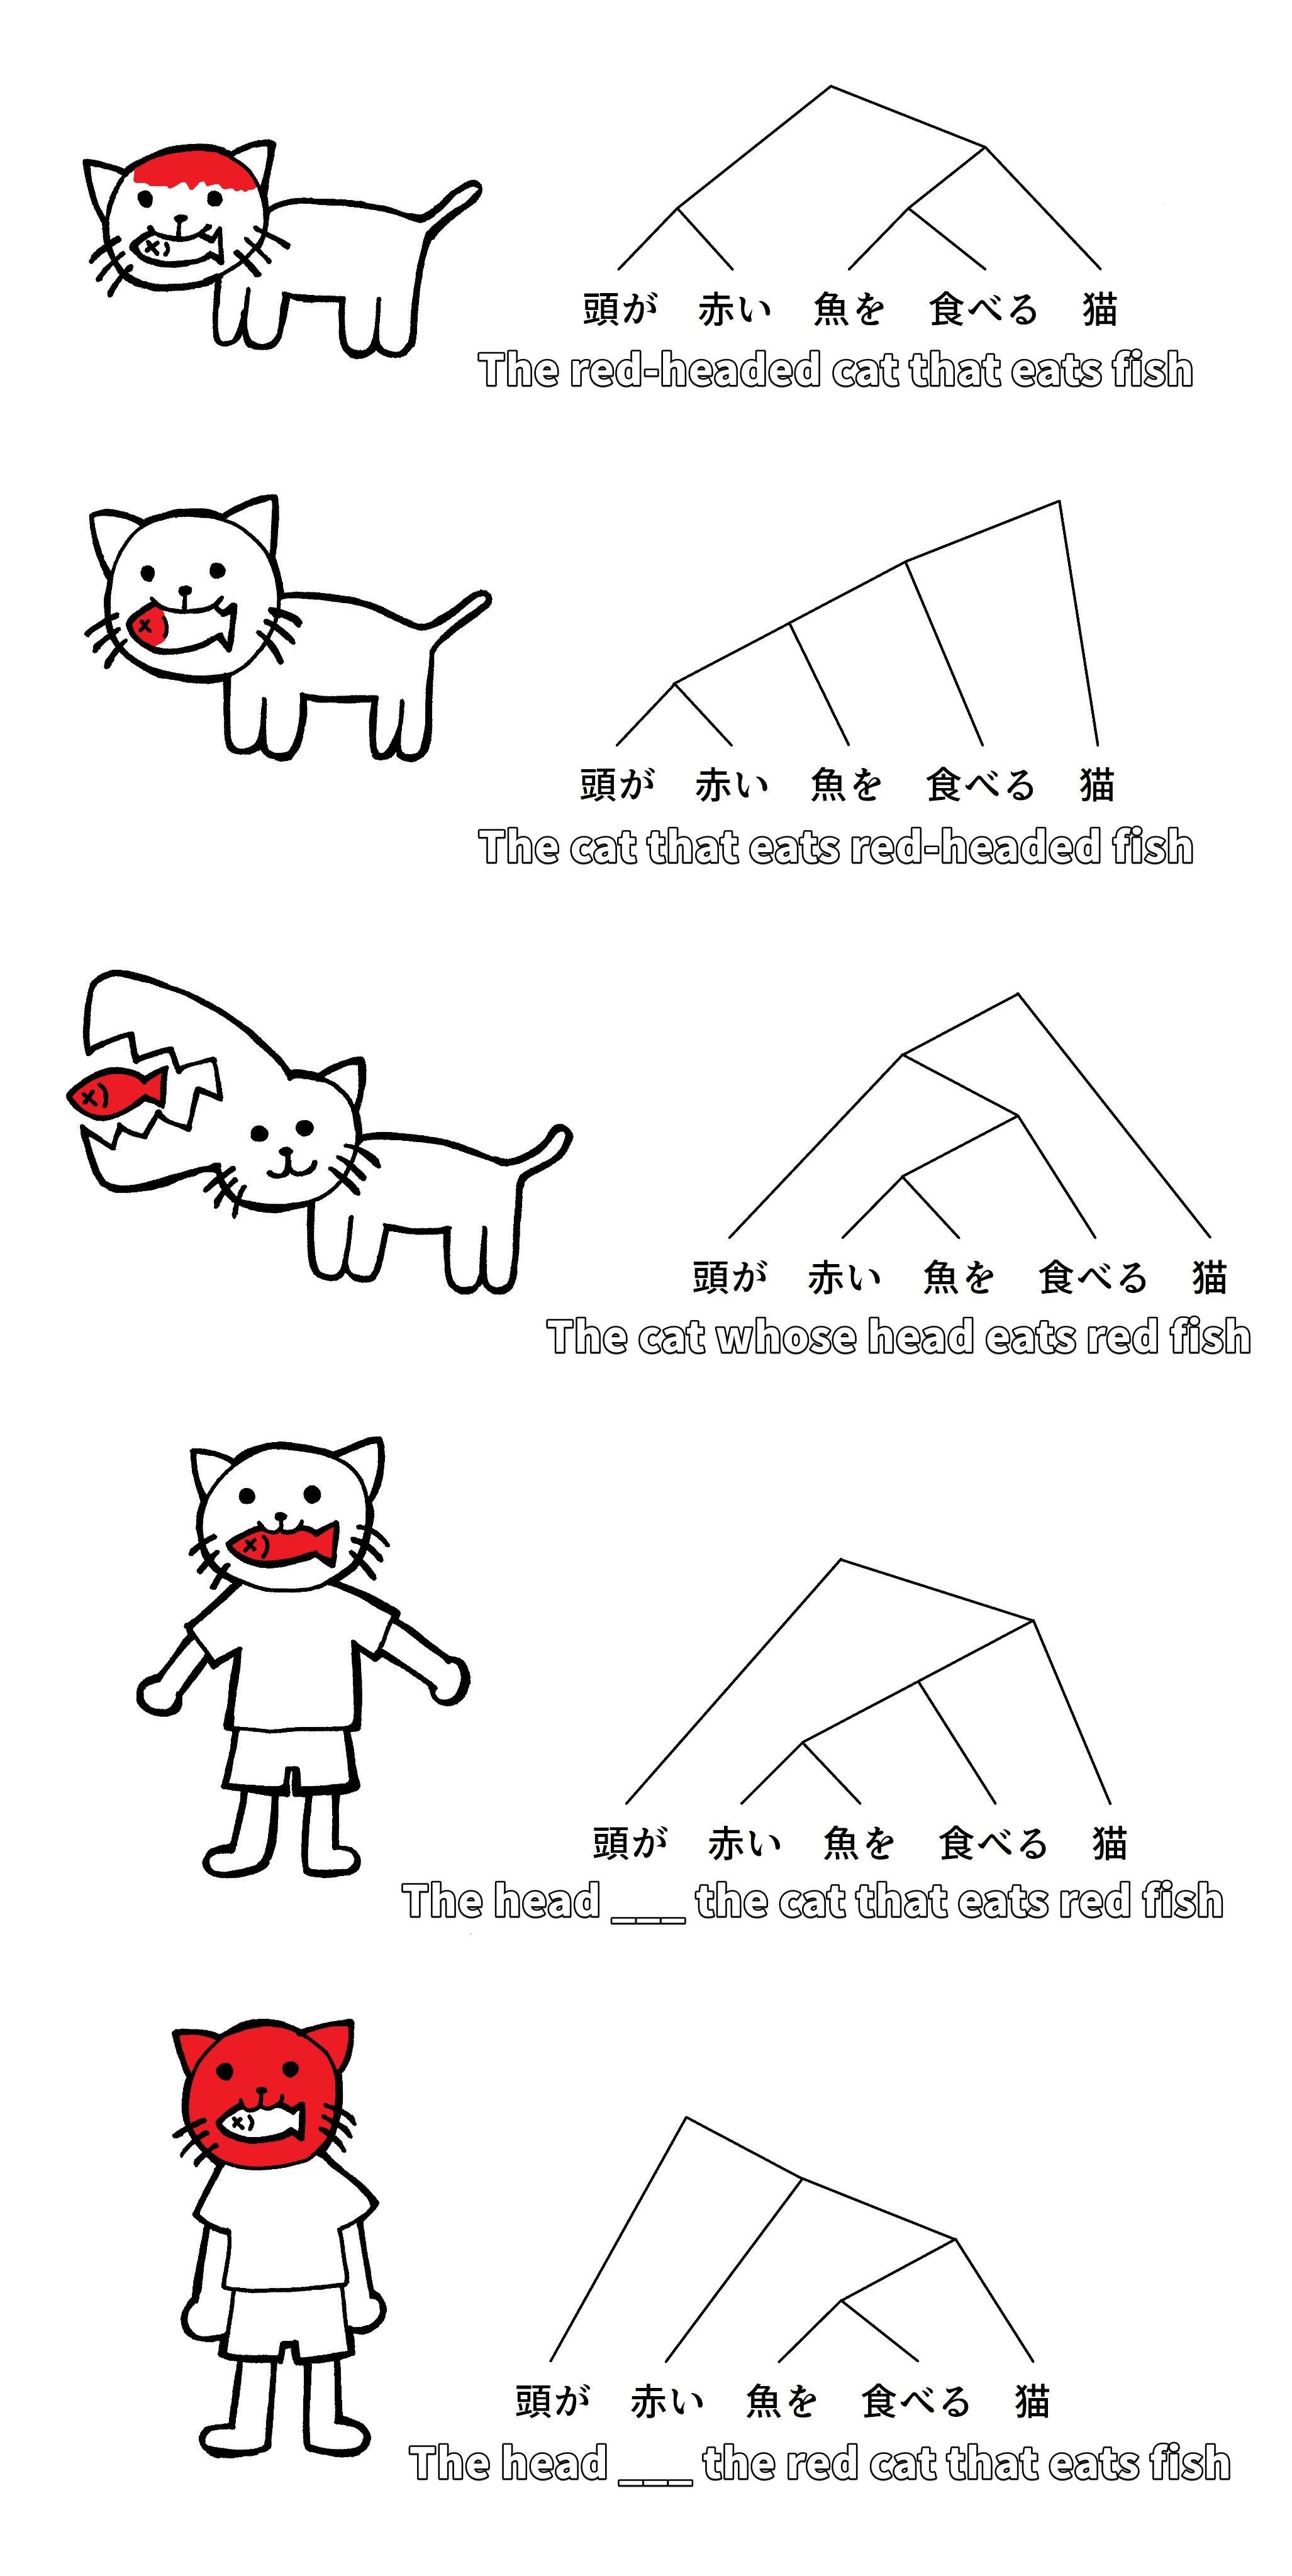 頭が 赤い 魚を 食べる 猫
The red-headed cat that eats fish
頭が 赤い 魚を 食べる 猫
The cat that eats red-headed fish
頭が 赤い 魚を 食べる 猫
The cat whose head eats red fish
頭が 赤い 魚を 食べる 猫
The head ___ the cat that eats red fish
頭が 赤い 魚を 食べる 猫
The head ___ the red cat that eats fish